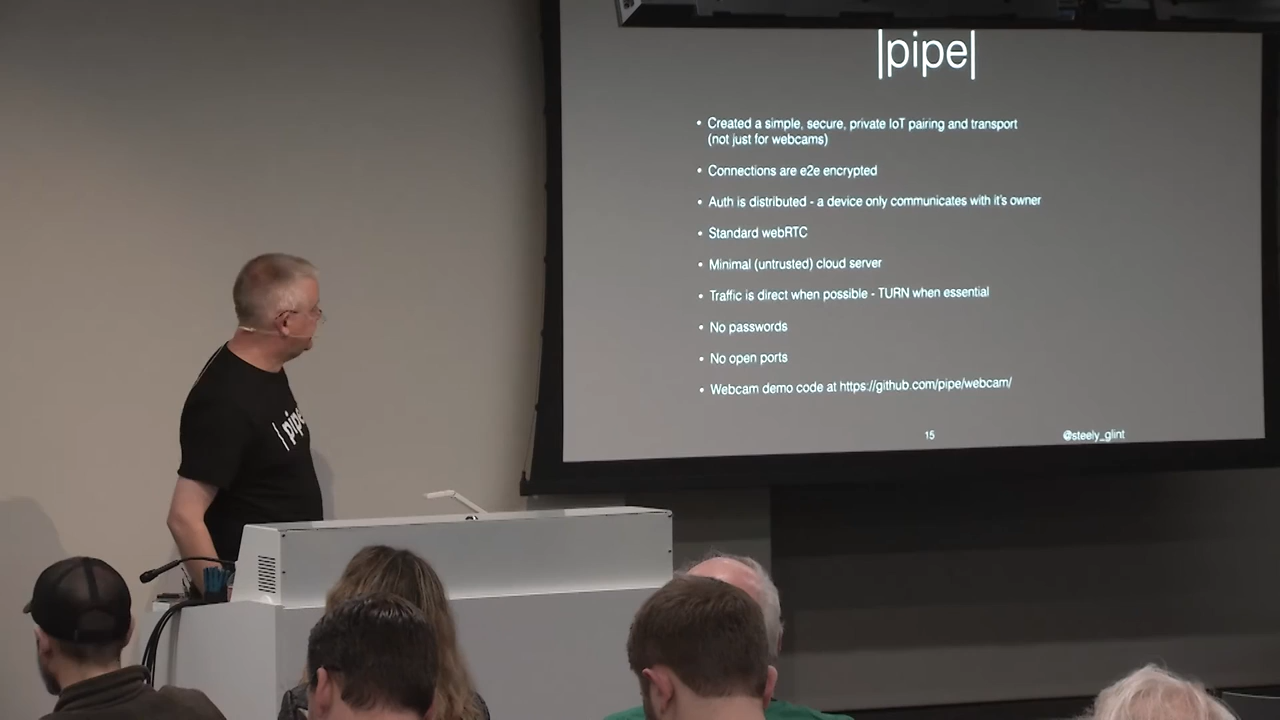 |pipe|
• Created a simple, secure, private IoT pairing and transport
(not just for webcams)
• Connections are e2e encrypted
• Auth is distributed - a device only communicates with it's owner
• Standard webRTC
• Minimal (untrusted) cloud server
• Traffic is direct when possible - TURN when essential
• No passwords
• No open ports
• Webcam demo code at https://github.com/pipe/webcam/
15
@steely_glint
|pipe